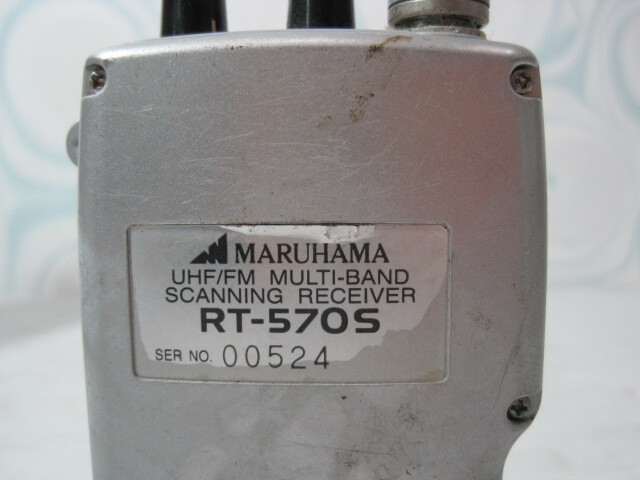 MARUHAMA
UHF/FM MULTI-BAND
SCANNING RECEIVER
RT-570S
SER NO. 00524